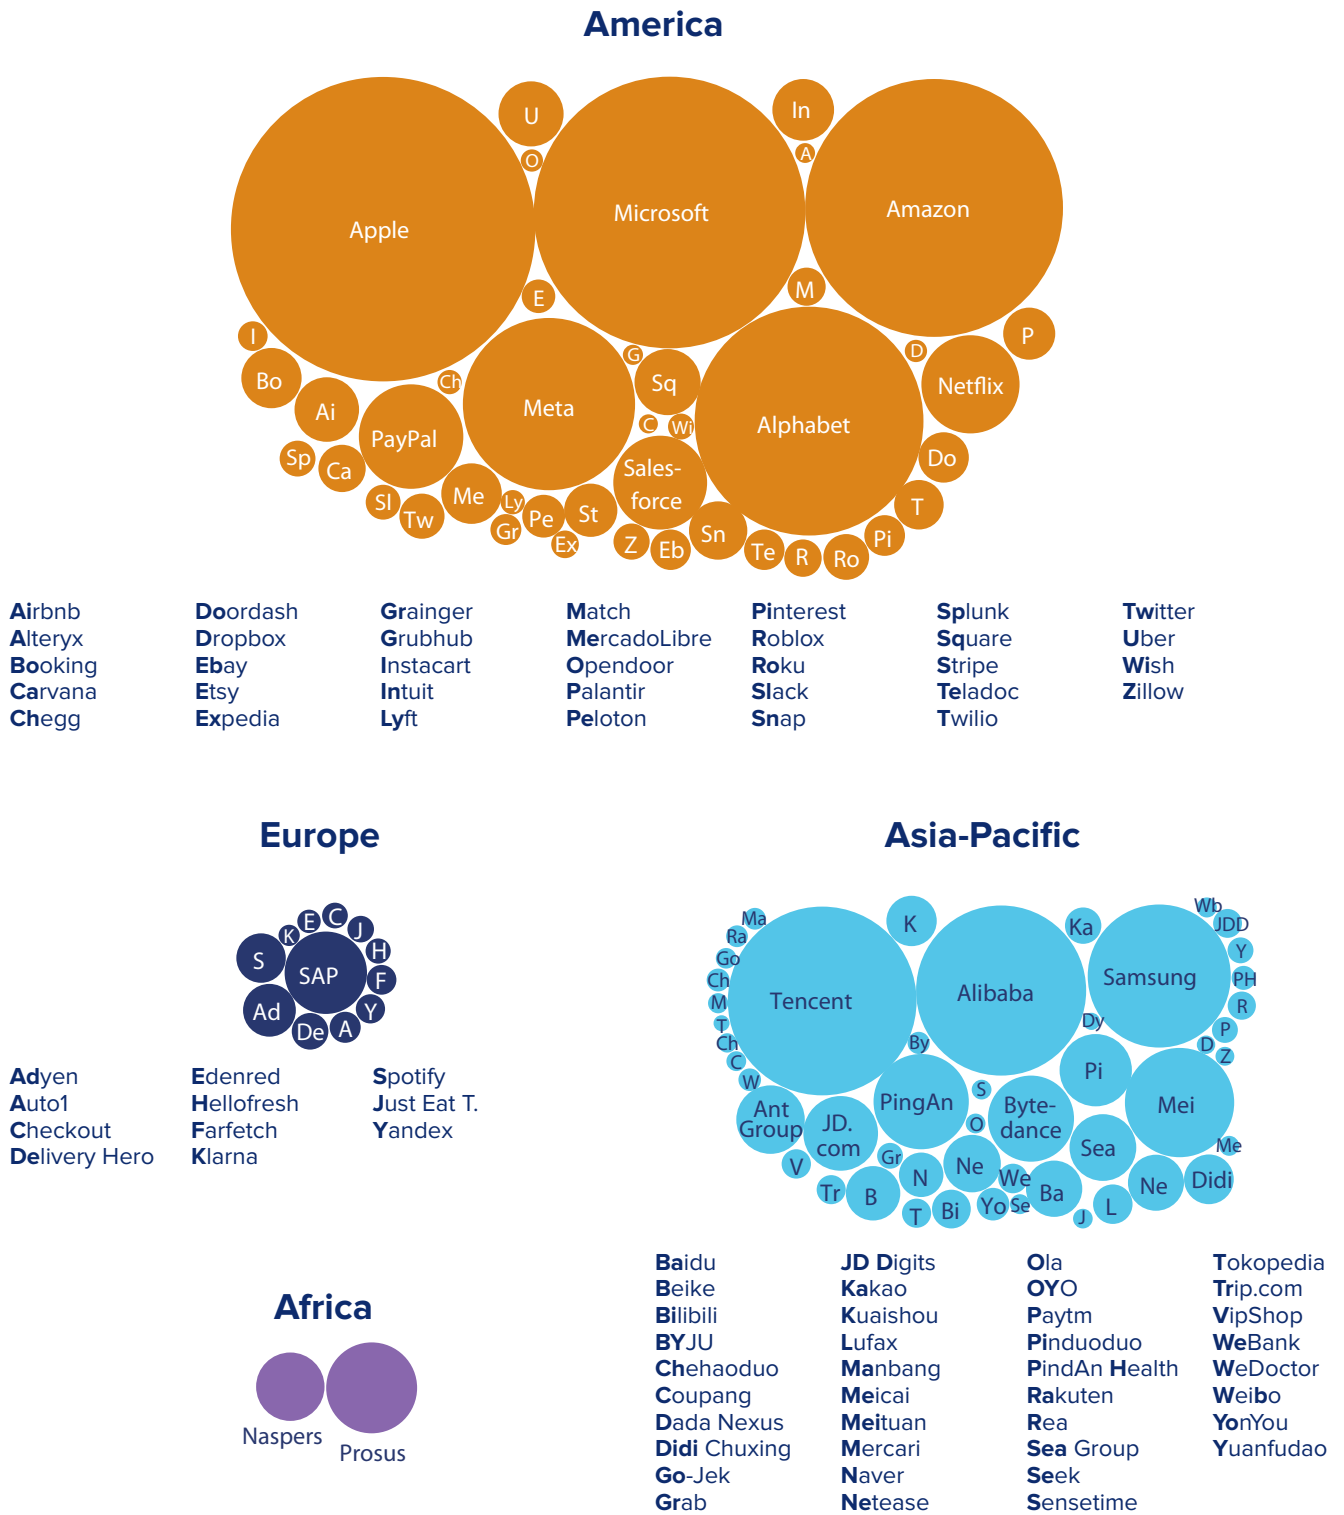 America
U
In
O
A
Apple
Microsoft
Amazon
E
M
I
P
G
D
Bo
Ch
Sq
Netflix
Ai
Meta
C
Wi
Alphabet
PayPal
Sp
Ca
Sales-
force
Do
Sl
Me
Ly
Tw
Gr
Pe
St
Ex
Z
Eb
Sn
Te
R
Ro
Pi
T
Airbnb
Alteryx
Booking
Carvana
Chegg
Doordash
Dropbox
Ebay
Etsy
Expedia
Grainger
Grubhub
Instacart
Intuit
Lyft
Match
MercadoLibre
Opendoor
Palantir
Peloton
Pinterest
Roblox
Roku
Slack
Snap
Splunk
Square
Stripe
Teladoc
Twilio
Twitter
Uber
Wish
Zillow
Europe
S
K
E
C
J
H
SAP
F
Ad
De
A
Y
Adyen
Auto1
Checkout
Delivery Hero
Edenred
Hellofresh
Farfetch
Klarna
Spotify
Just Eat T.
Yandex
Africa
Naspers
Prosus
Asia-Pacific
Ma
Ra
Go
Ch
M
T
Ch
C
W
Tencent
K
Alibaba
Ka
Samsung
Wb
JDD
Y
PH
R
P
D
Z
By
Dy
Ant
Group
JD.
com
PingAn
S
O
Byte-
dance
Pi
Mei
Sea
Me
V
Tr
B
Gr
N
T
Bi
Ne
We
Yo
Se
Ba
J
L
Ne
Didi
Baidu
Beike
Bilibili
BYJU
Chehaoduo
Coupang
Dada Nexus
Didi Chuxing
Go-Jek
Grab
JD Digits
Kakao
Kuaishou
Lufax
Manbang
Meicai
Meituan
Mercari
Naver
Netease
Ola
OYO
Paytm
Pinduoduo
PindAn Health
Rakuten
Rea
Sea Group
Seek
Sensetime
Tokopedia
Trip.com
VipShop
WeBank
WeDoctor
Weibo
YonYou
Yuanfudao